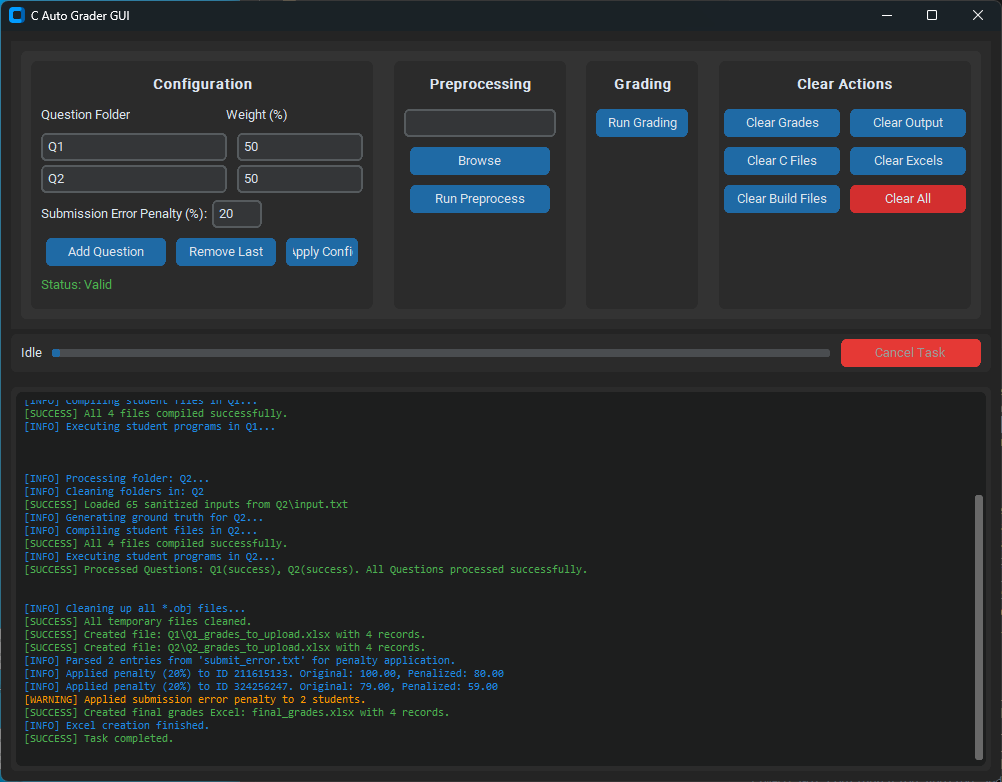 C Auto Grader GUI
Configuration
Question Folder Weight (%)
Q1 50
Q2 50
Submission Error Penalty (%): 20
Add Question Remove Last Apply Confi
Status: Valid
Preprocessing
Browse
Run Preprocess
Grading
Run Grading
Clear Actions
Clear Grades Clear Output
Clear C Files Clear Excels
Clear Build Files Clear All
Idle Cancel Task
[INFO] Compiling student files in Q1...
[SUCCESS] All 4 files compiled successfully.
[INFO] Executing student programs in Q1...
[INFO] Processing folder: Q2...
[INFO] Cleaning folders in: Q2
[SUCCESS] Loaded 65 sanitized inputs from Q2\input.txt
[INFO] Generating ground truth for Q2...
[INFO] Compiling student files in Q2...
[SUCCESS] All 4 files compiled successfully.
[INFO] Executing student programs in Q2...
[SUCCESS] Processed Questions: Q1(success), Q2(success). All Questions processed successfully.
[INFO] Cleaning up all *.obj files...
[SUCCESS] All temporary files cleaned.
[SUCCESS] Created file: Q1\Q1_grades_to_upload.xlsx with 4 records.
[SUCCESS] Created file: Q2\Q2_grades_to_upload.xlsx with 4 records.
[INFO] Parsed 2 entries from 'submit_error.txt' for penalty application.
[INFO] Applied penalty (20%) to ID 211615133. Original: 100.00, Penalized: 80.00
[INFO] Applied penalty (20%) to ID 324256247. Original: 79.00, Penalized: 59.00
[WARNING] Applied submission error penalty to 2 students.
[SUCCESS] Created final grades Excel: final_grades.xlsx with 4 records.
[INFO] Excel creation finished.
[SUCCESS] Task completed.